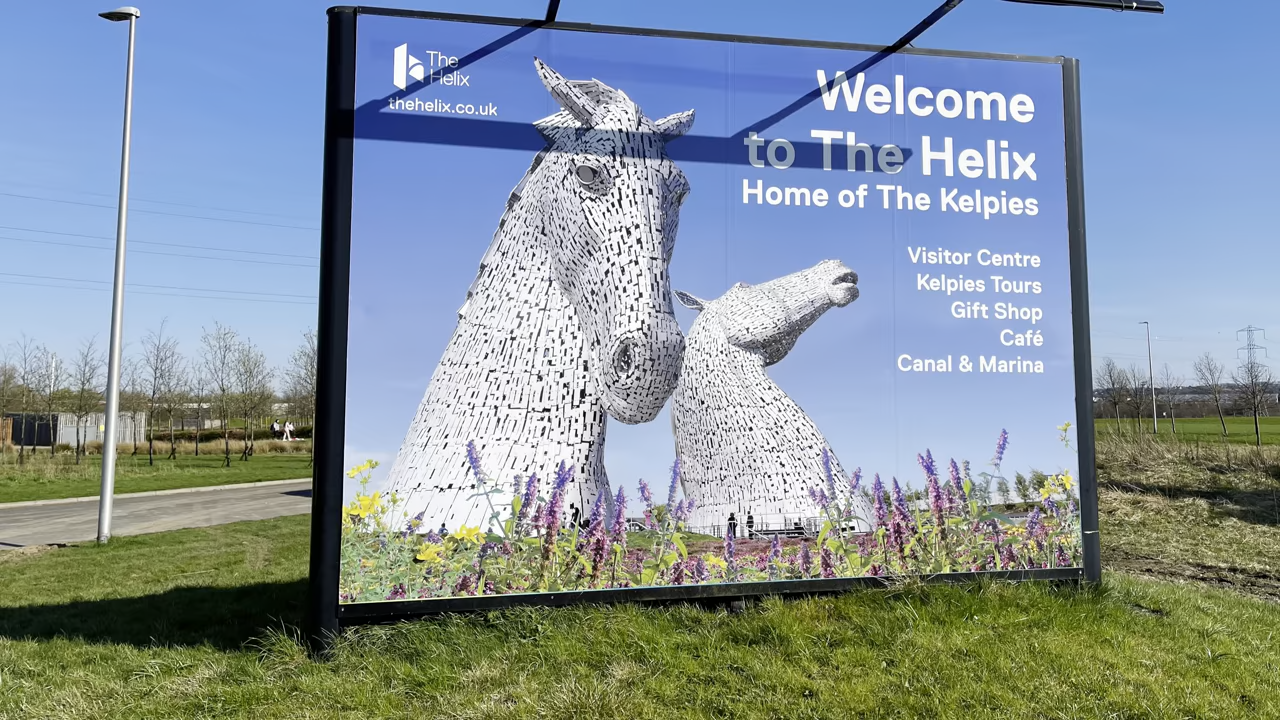 The
Helix
thehelix.co.uk
Welcome
to The Helix
Home of The Kelpies
Visitor Centre
Kelpies Tours
Gift Shop
Café
Canal & Marina